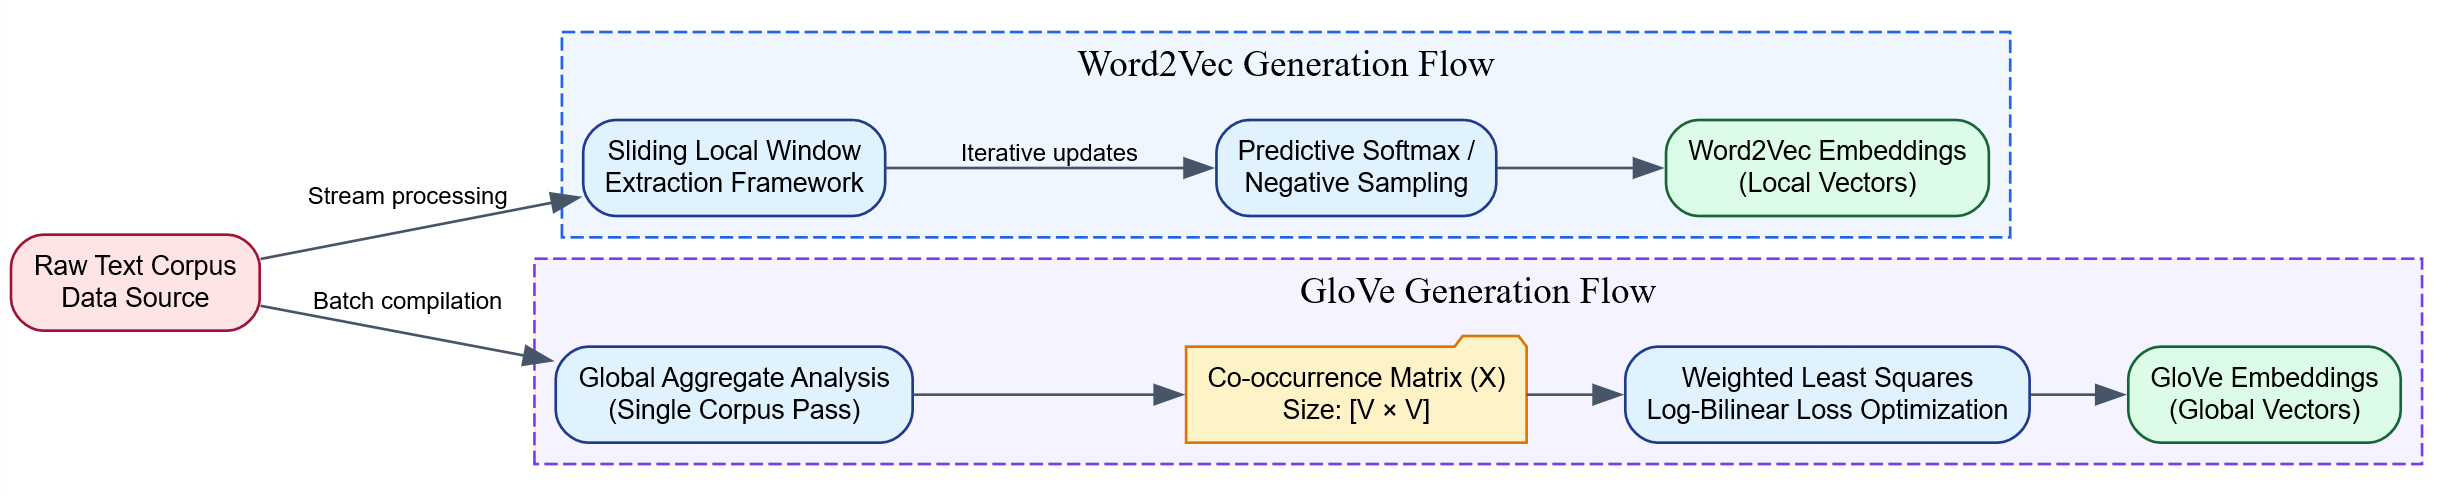 Word2Vec Generation Flow
Sliding Local Window
Extraction Framework
Iterative updates
Predictive Softmax /
Negative Sampling
Word2Vec Embeddings
(Local Vectors)
Stream processing
Raw Text Corpus
Data Source
Batch compilation
GloVe Generation Flow
Global Aggregate Analysis
(Single Corpus Pass)
Co-occurrence Matrix (X)
Size: [V × V]
Weighted Least Squares
Log-Bilinear Loss Optimization
GloVe Embeddings
(Global Vectors)